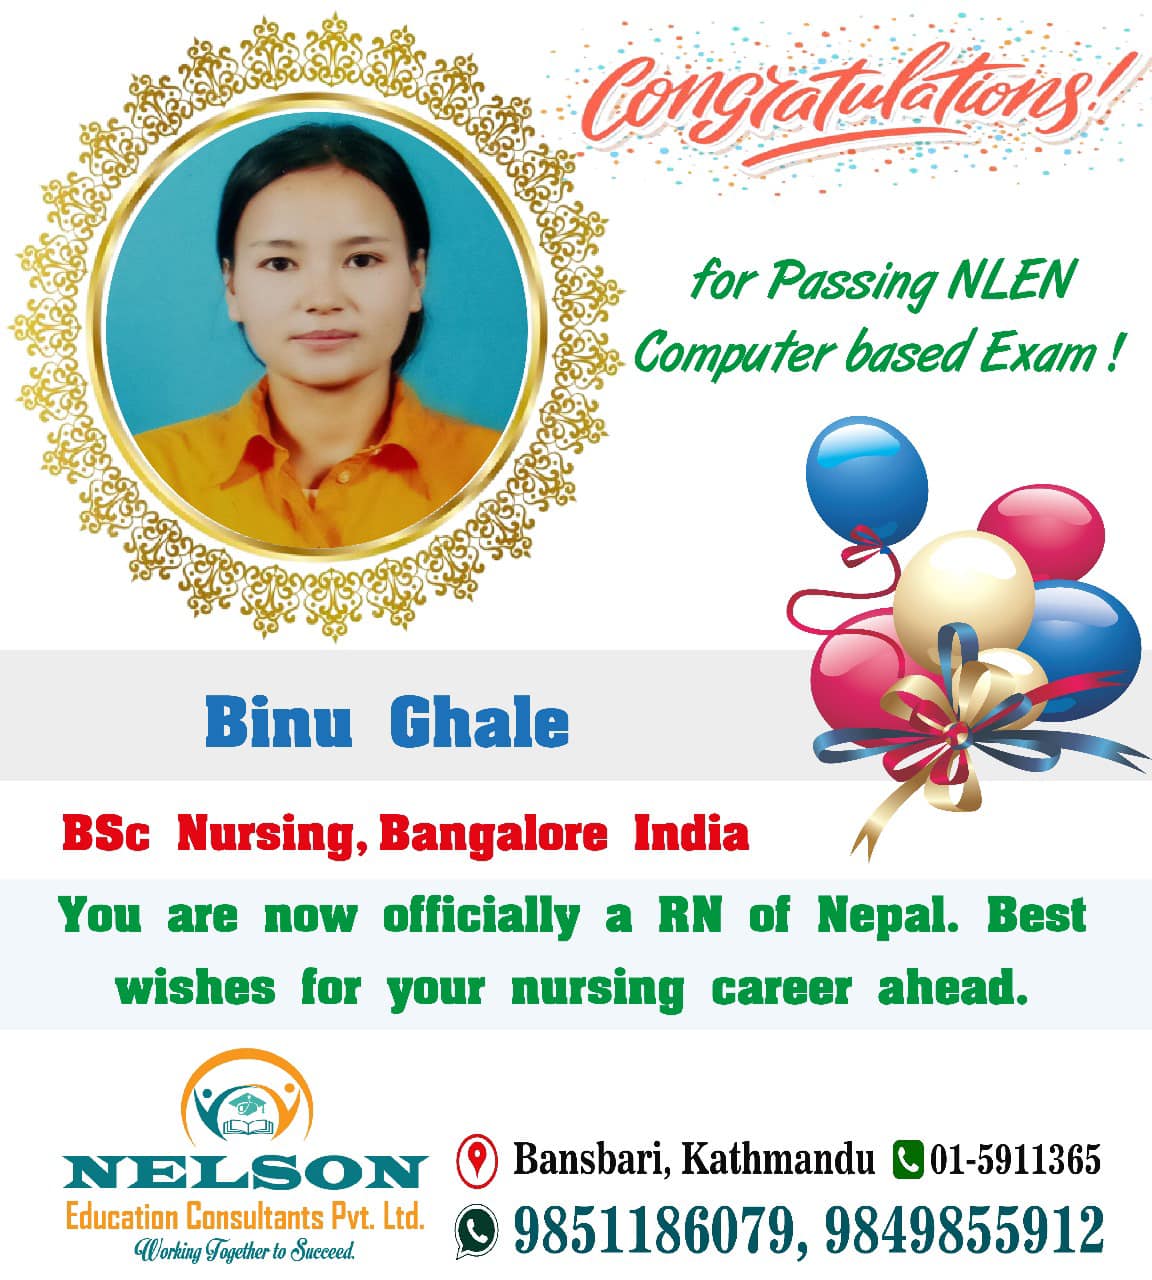 Congratulations!
for Passing NLEN
Computer based Exam !
Binu Ghale
BSc Nursing, Bangalore India
You are now officially a RN of Nepal. Best
wishes for your nursing career ahead.
NELSON
Education Consultants Pvt. Ltd.
Working Together to Succeed.
Bansbari, Kathmandu 01-5911365
9851186079, 9849855912